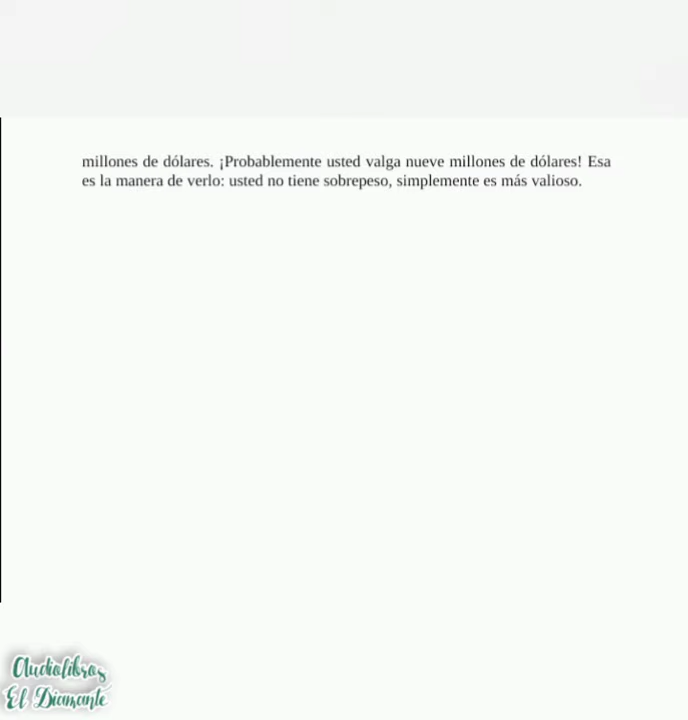 millones de dólares. ¡Probablemente usted valga nueve millones de dólares! Esa
es la manera de verlo: usted no tiene sobrepeso, simplemente es más valioso.
Audiolibros
El Diamante